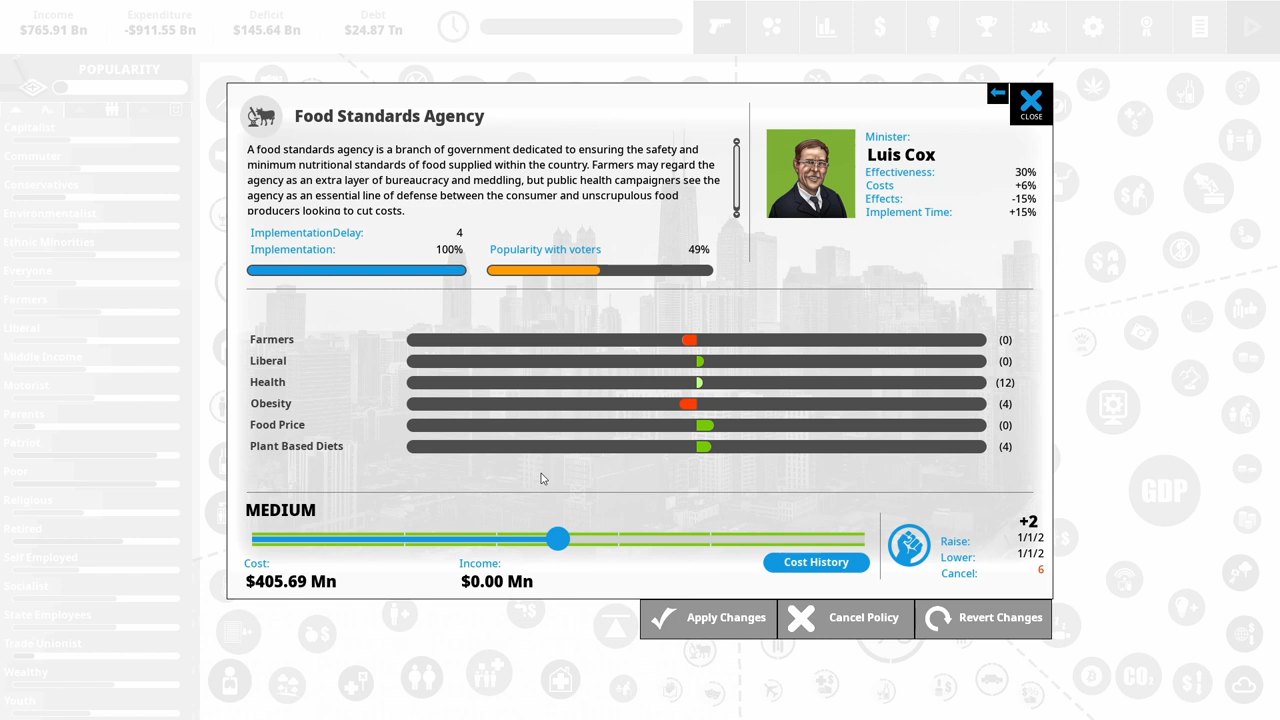 Income
Expenditure
Deficit
Debt
$765.91 Bn
-$911.55 Bn
$145.64 Bn
$24.87 Tn
POPULARITY
Capitalist
Commuter
Conservatives
Environmentalist
Ethnic Minorities
Everyone
Farmers
Liberal
Middle Income
Motorist
Parents
Patriot
Poor
Religious
Retired
Self Employed
Socialist
State Employees
Trade Unionist
Wealthy
Youth
Food Standards Agency
A food standards agency is a branch of government dedicated to ensuring the safety and
minimum nutritional standards of food supplied within the country. Farmers may regard the
agency as an extra layer of bureaucracy and meddling, but public health campaigners see the
agency as an essential line of defense between the consumer and unscrupulous food
producers looking to cut costs.
ImplementationDelay: 4
Implementation: 100%
Popularity with voters 49%
CLOSE
Minister:
Luis Cox
Effectiveness: 30%
Costs +6%
Effects: -15%
Implement Time: +15%
Farmers (0)
Liberal (0)
Health (12)
Obesity (4)
Food Price (0)
Plant Based Diets (4)
MEDIUM
Cost:
$405.69 Mn
Income:
$0.00 Mn
Cost History
+2
Raise: 1/1/2
Lower: 1/1/2
Cancel: 6
Apply Changes
Cancel Policy
Revert Changes
GDP
CO₂